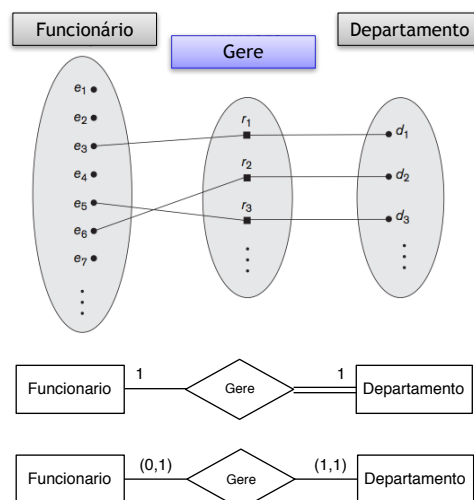 Funcionário Gere Departamento
e1
e2
e3
e4
e5
e6
e7
r1
r2
r3
d1
d2
d3
Funcionario 1 Gere 1 Departamento
Funcionario (0,1) Gere (1,1) Departamento